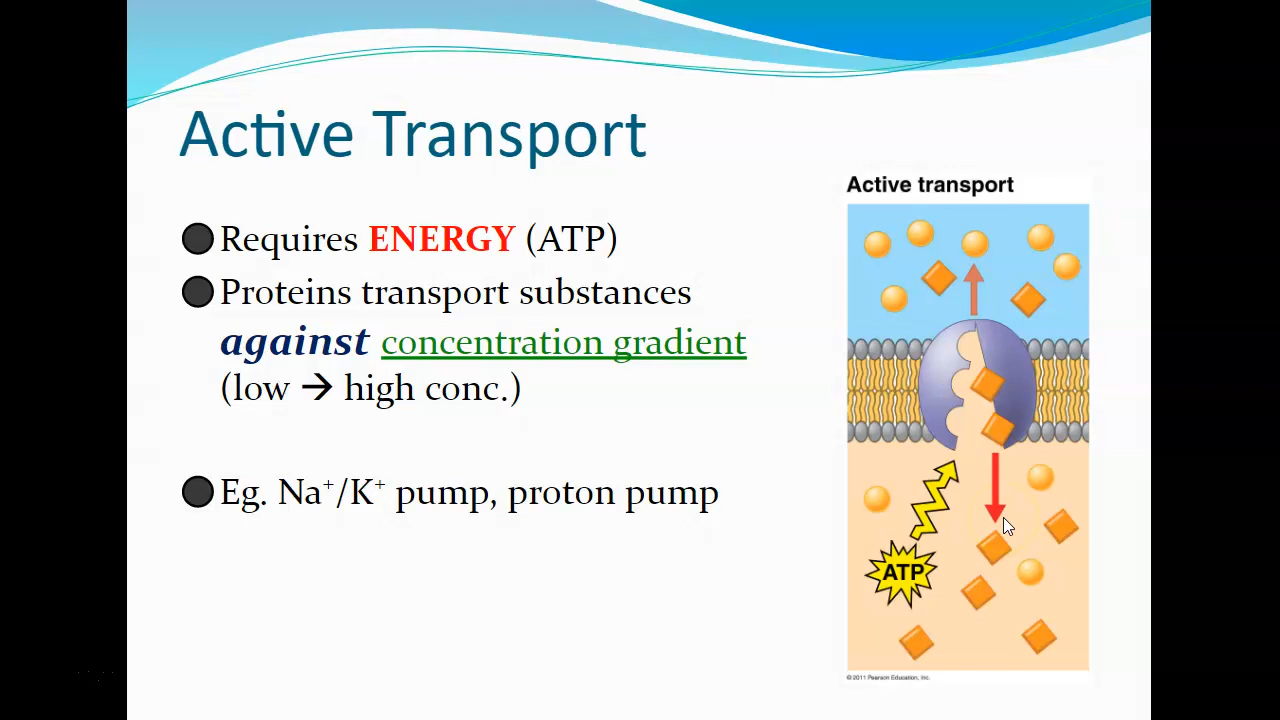 Active Transport
Requires ENERGY (ATP)
Proteins transport substances
against concentration gradient
(low → high conc.)
Eg. Na⁺/K⁺ pump, proton pump
Active transport
ATP
© 2011 Pearson Education, Inc.